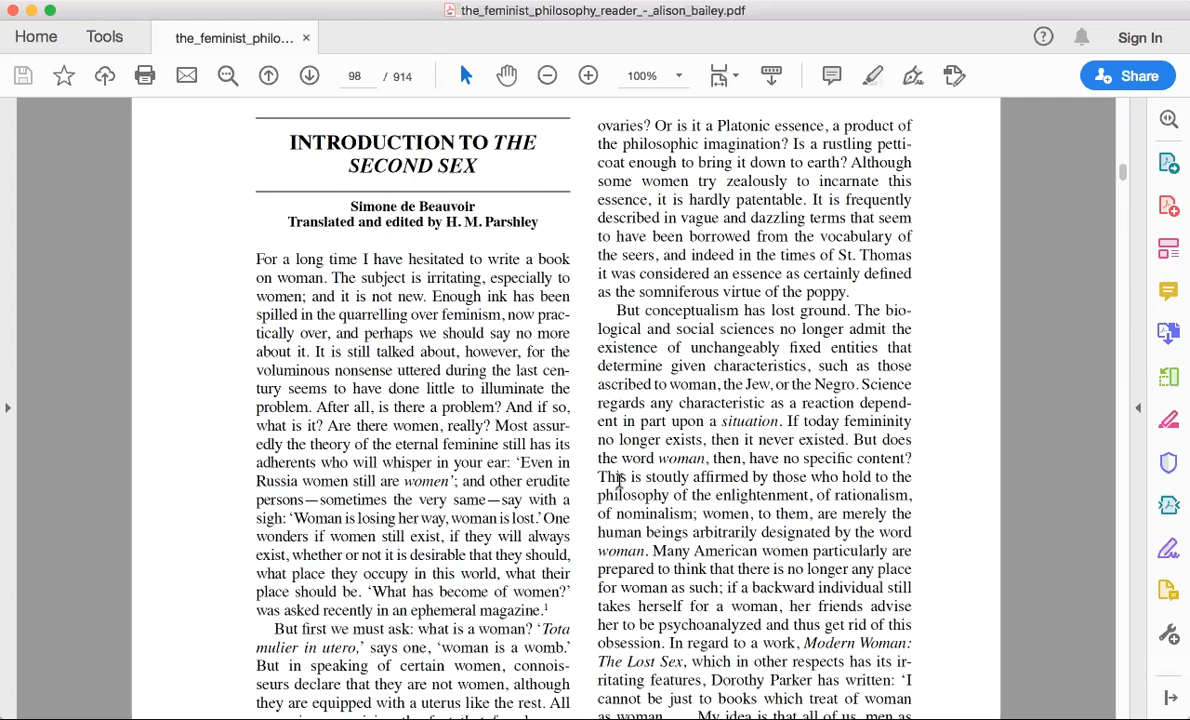 the_feminist_philosophy_reader_-_alison_bailey.pdf
Home
Tools
the_feminist_philo...
Sign In
98 / 914
100%
Share
INTRODUCTION TO THE
SECOND SEX
Simone de Beauvoir
Translated and edited by H. M. Parshley
For a long time I have hesitated to write a book
on woman. The subject is irritating, especially to
women; and it is not new. Enough ink has been
spilled in the quarrelling over feminism, now prac-
tically over, and perhaps we should say no more
about it. It is still talked about, however, for the
voluminous nonsense uttered during the last cen-
tury seems to have done little to illuminate the
problem. After all, is there a problem? And if so,
what is it? Are there women, really? Most assur-
edly the theory of the eternal feminine still has its
adherents who will whisper in your ear: ‘Even in
Russia women still are women’; and other erudite
persons—sometimes the very same—say with a
sigh: ‘Woman is losing her way, woman is lost.’ One
wonders if women still exist, if they will always
exist, whether or not it is desirable that they should,
what place they occupy in this world, what their
place should be. ‘What has become of women?’
was asked recently in an ephemeral magazine.¹
But first we must ask: what is a woman? ‘Tota
mulier in utero,’ says one, ‘woman is a womb.’
But in speaking of certain women, connois-
seurs declare that they are not women, although
they are equipped with a uterus like the rest. All
ovaries? Or is it a Platonic essence, a product of
the philosophic imagination? Is a rustling petti-
coat enough to bring it down to earth? Although
some women try zealously to incarnate this
essence, it is hardly patentable. It is frequently
described in vague and dazzling terms that seem
to have been borrowed from the vocabulary of
the seers, and indeed in the times of St. Thomas
it was considered an essence as certainly defined
as the somniferous virtue of the poppy.
But conceptualism has lost ground. The bio-
logical and social sciences no longer admit the
existence of unchangeably fixed entities that
determine given characteristics, such as those
ascribed to woman, the Jew, or the Negro. Science
regards any characteristic as a reaction depend-
ent in part upon a situation. If today femininity
no longer exists, then it never existed. But does
the word woman, then, have no specific content?
This is stoutly affirmed by those who hold to the
philosophy of the enlightenment, of rationalism,
of nominalism; women, to them, are merely the
human beings arbitrarily designated by the word
woman. Many American women particularly are
prepared to think that there is no longer any place
for woman as such; if a backward individual still
takes herself for a woman, her friends advise
her to be psychoanalyzed and thus get rid of this
obsession. In regard to a work, Modern Woman:
The Lost Sex, which in other respects has its ir-
ritating features, Dorothy Parker has written: ‘I
cannot be just to books which treat of woman
as woman. ... My idea is that all of us, men as